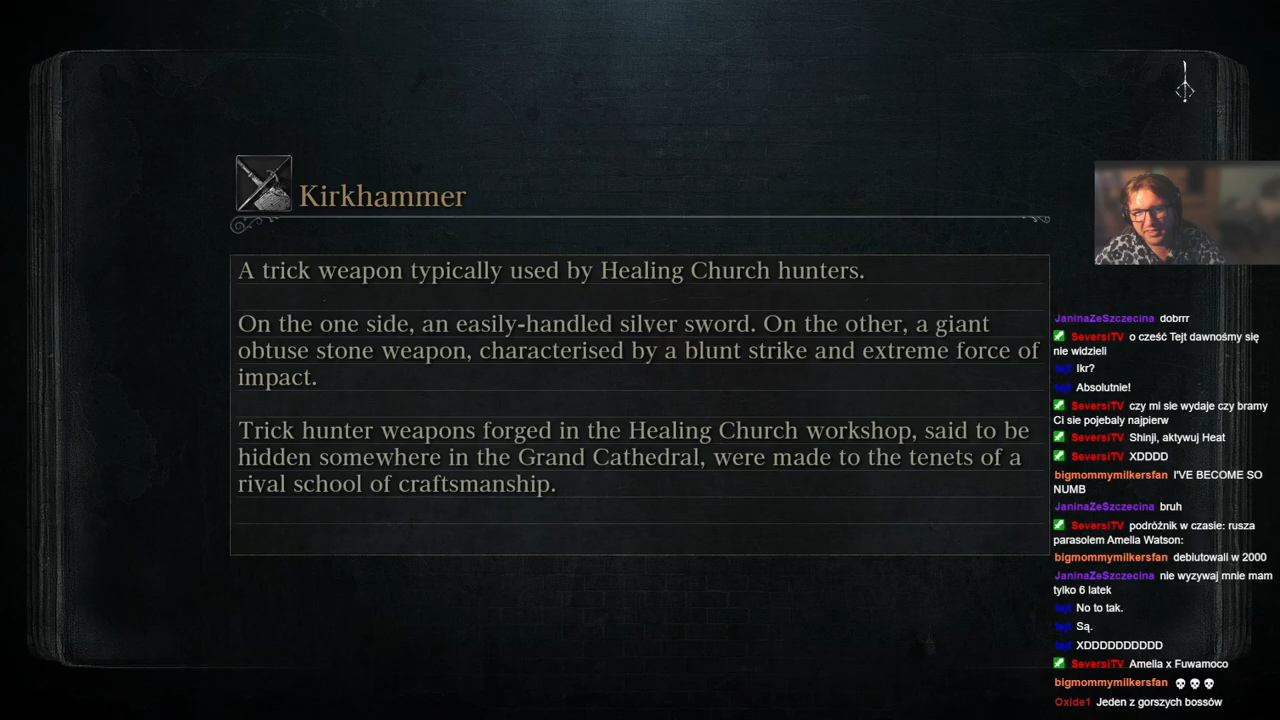 Kirkhammer
A trick weapon typically used by Healing Church hunters.
On the one side, an easily-handled silver sword. On the other, a giant
obtuse stone weapon, characterised by a blunt strike and extreme force of
impact.
Trick hunter weapons forged in the Healing Church workshop, said to be
hidden somewhere in the Grand Cathedral, were made to the tenets of a
rival school of craftsmanship.
JaninaZeSzczecina dobrrr
SeversiTV o cześć Tejt dawnośmy się
nie widzieli
tejt Ikr?
tejt Absolutnie!
SeversiTV czy mi sie wydaje czy bramy
Ci sie pojebaly najpierw
SeversiTV Shinji, aktywuj Heat
SeversiTV XDDDD
bigmommymilkersfan I'VE BECOME SO
NUMB
JaninaZeSzczecina bruh
SeversiTV podróżnik w czasie: rusza
parasolem Amelia Watson:
bigmommymilkersfan debiutowali w 2000
JaninaZeSzczecina nie wyzywaj mnie mam
tylko 6 latek
tejt No to tak.
tejt Są.
tejt XDDDDDDDDDD
SeversiTV Amelia x Fuwamoco
bigmommymilkersfan 💀 💀 💀
Oxide1 Jeden z gorszych bossów